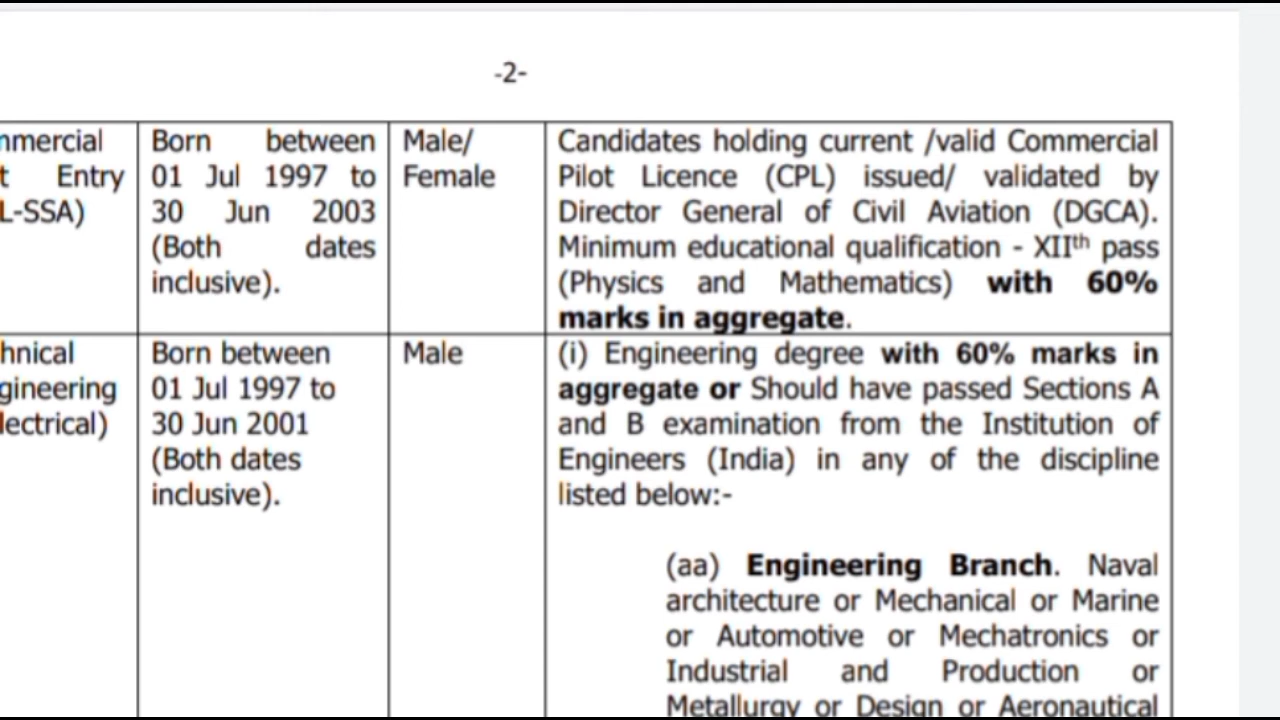 -2-
mmercial
t Entry
L-SSA)
Born between
01 Jul 1997 to
30 Jun 2003
(Both dates
inclusive).
Male/
Female
Candidates holding current /valid Commercial
Pilot Licence (CPL) issued/ validated by
Director General of Civil Aviation (DGCA).
Minimum educational qualification - XIIth pass
(Physics and Mathematics) with 60%
marks in aggregate.
hnical
gineering
lectrical)
Born between
01 Jul 1997 to
30 Jun 2001
(Both dates
inclusive).
Male
(i) Engineering degree with 60% marks in
aggregate or Should have passed Sections A
and B examination from the Institution of
Engineers (India) in any of the discipline
listed below:-
(aa) Engineering Branch. Naval
architecture or Mechanical or Marine
or Automotive or Mechatronics or
Industrial and Production or
Metallurgy or Design or Aeronautical